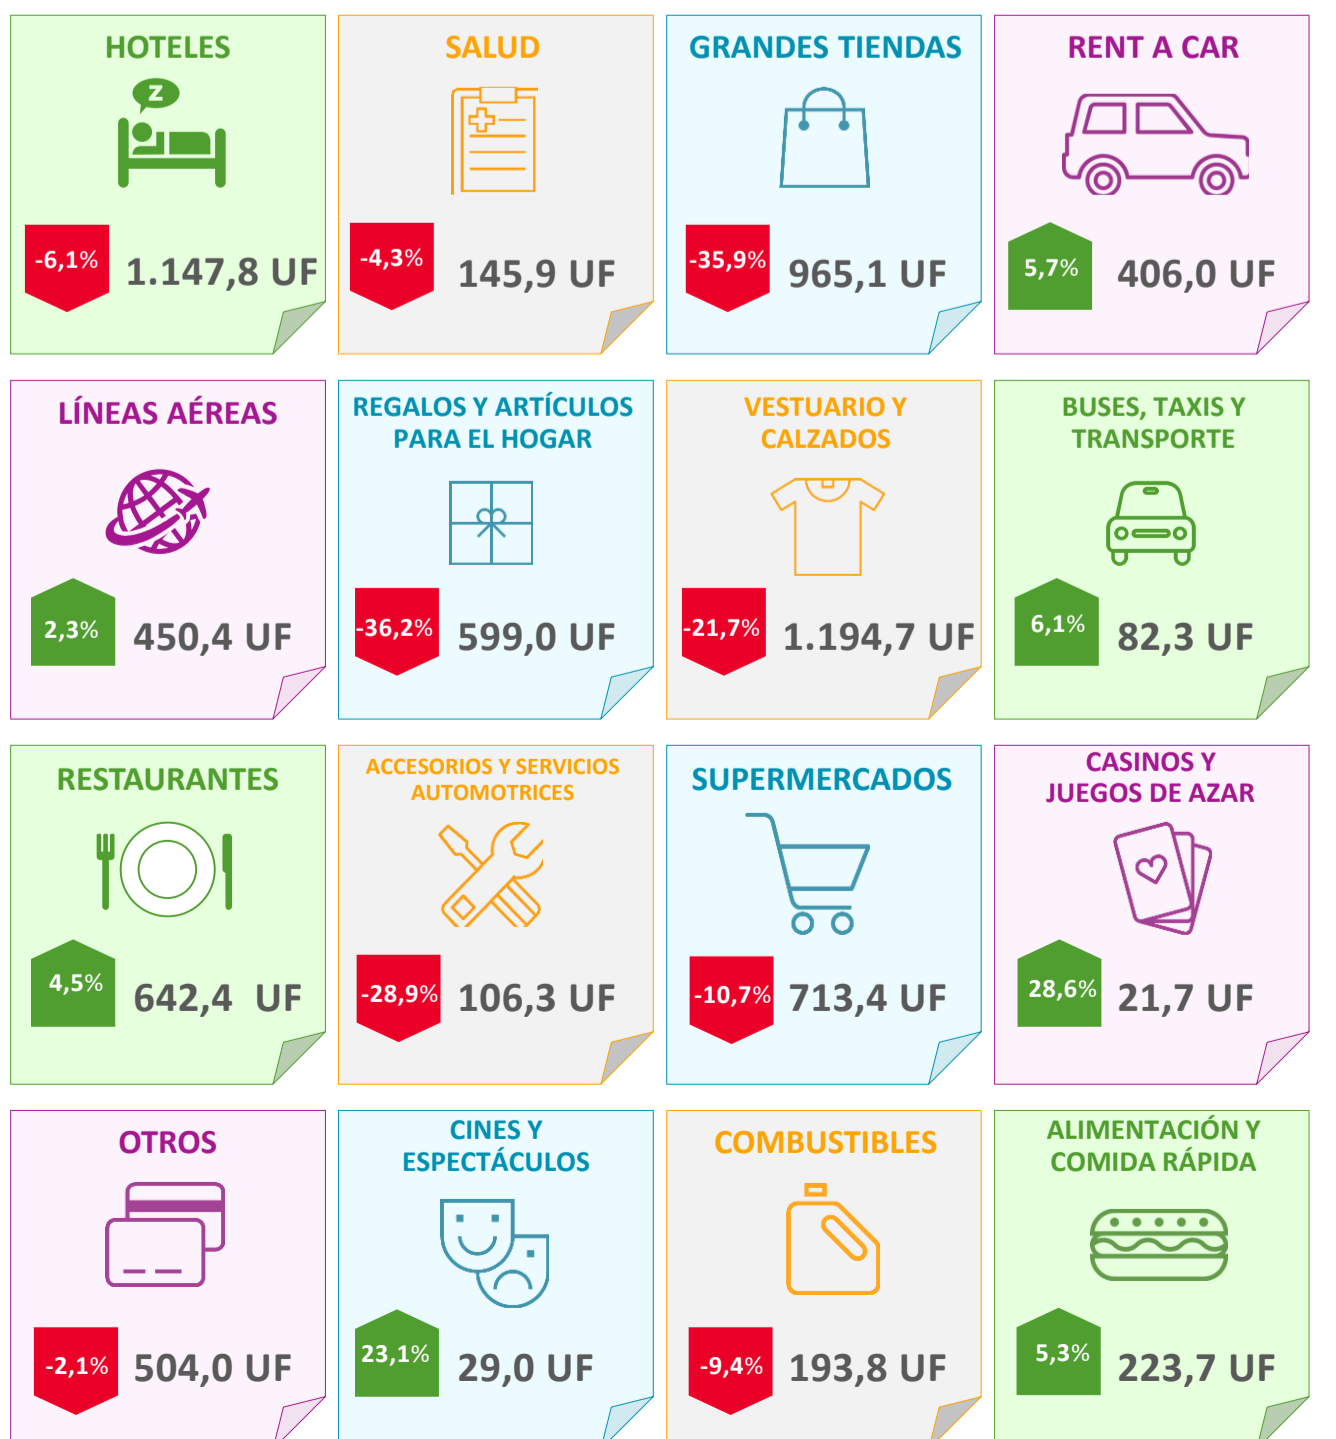 HOTELES
Z
-6,1%
1.147,8 UF
SALUD
-4,3%
145,9 UF
GRANDES TIENDAS
-35,9%
965,1 UF
RENT A CAR
5,7%
406,0 UF
LÍNEAS AÉREAS
2,3%
450,4 UF
REGALOS Y ARTÍCULOS
PARA EL HOGAR
-36,2%
599,0 UF
VESTUARIO Y
CALZADOS
-21,7%
1.194,7 UF
BUSES, TAXIS Y
TRANSPORTE
6,1%
82,3 UF
RESTAURANTES
4,5%
642,4 UF
ACCESORIOS Y SERVICIOS
AUTOMOTRICES
-28,9%
106,3 UF
SUPERMERCADOS
-10,7%
713,4 UF
CASINOS Y
JUEGOS DE AZAR
28,6%
21,7 UF
OTROS
-2,1%
504,0 UF
CINES Y
ESPECTÁCULOS
23,1%
29,0 UF
COMBUSTIBLES
-9,4%
193,8 UF
ALIMENTACIÓN Y
COMIDA RÁPIDA
5,3%
223,7 UF